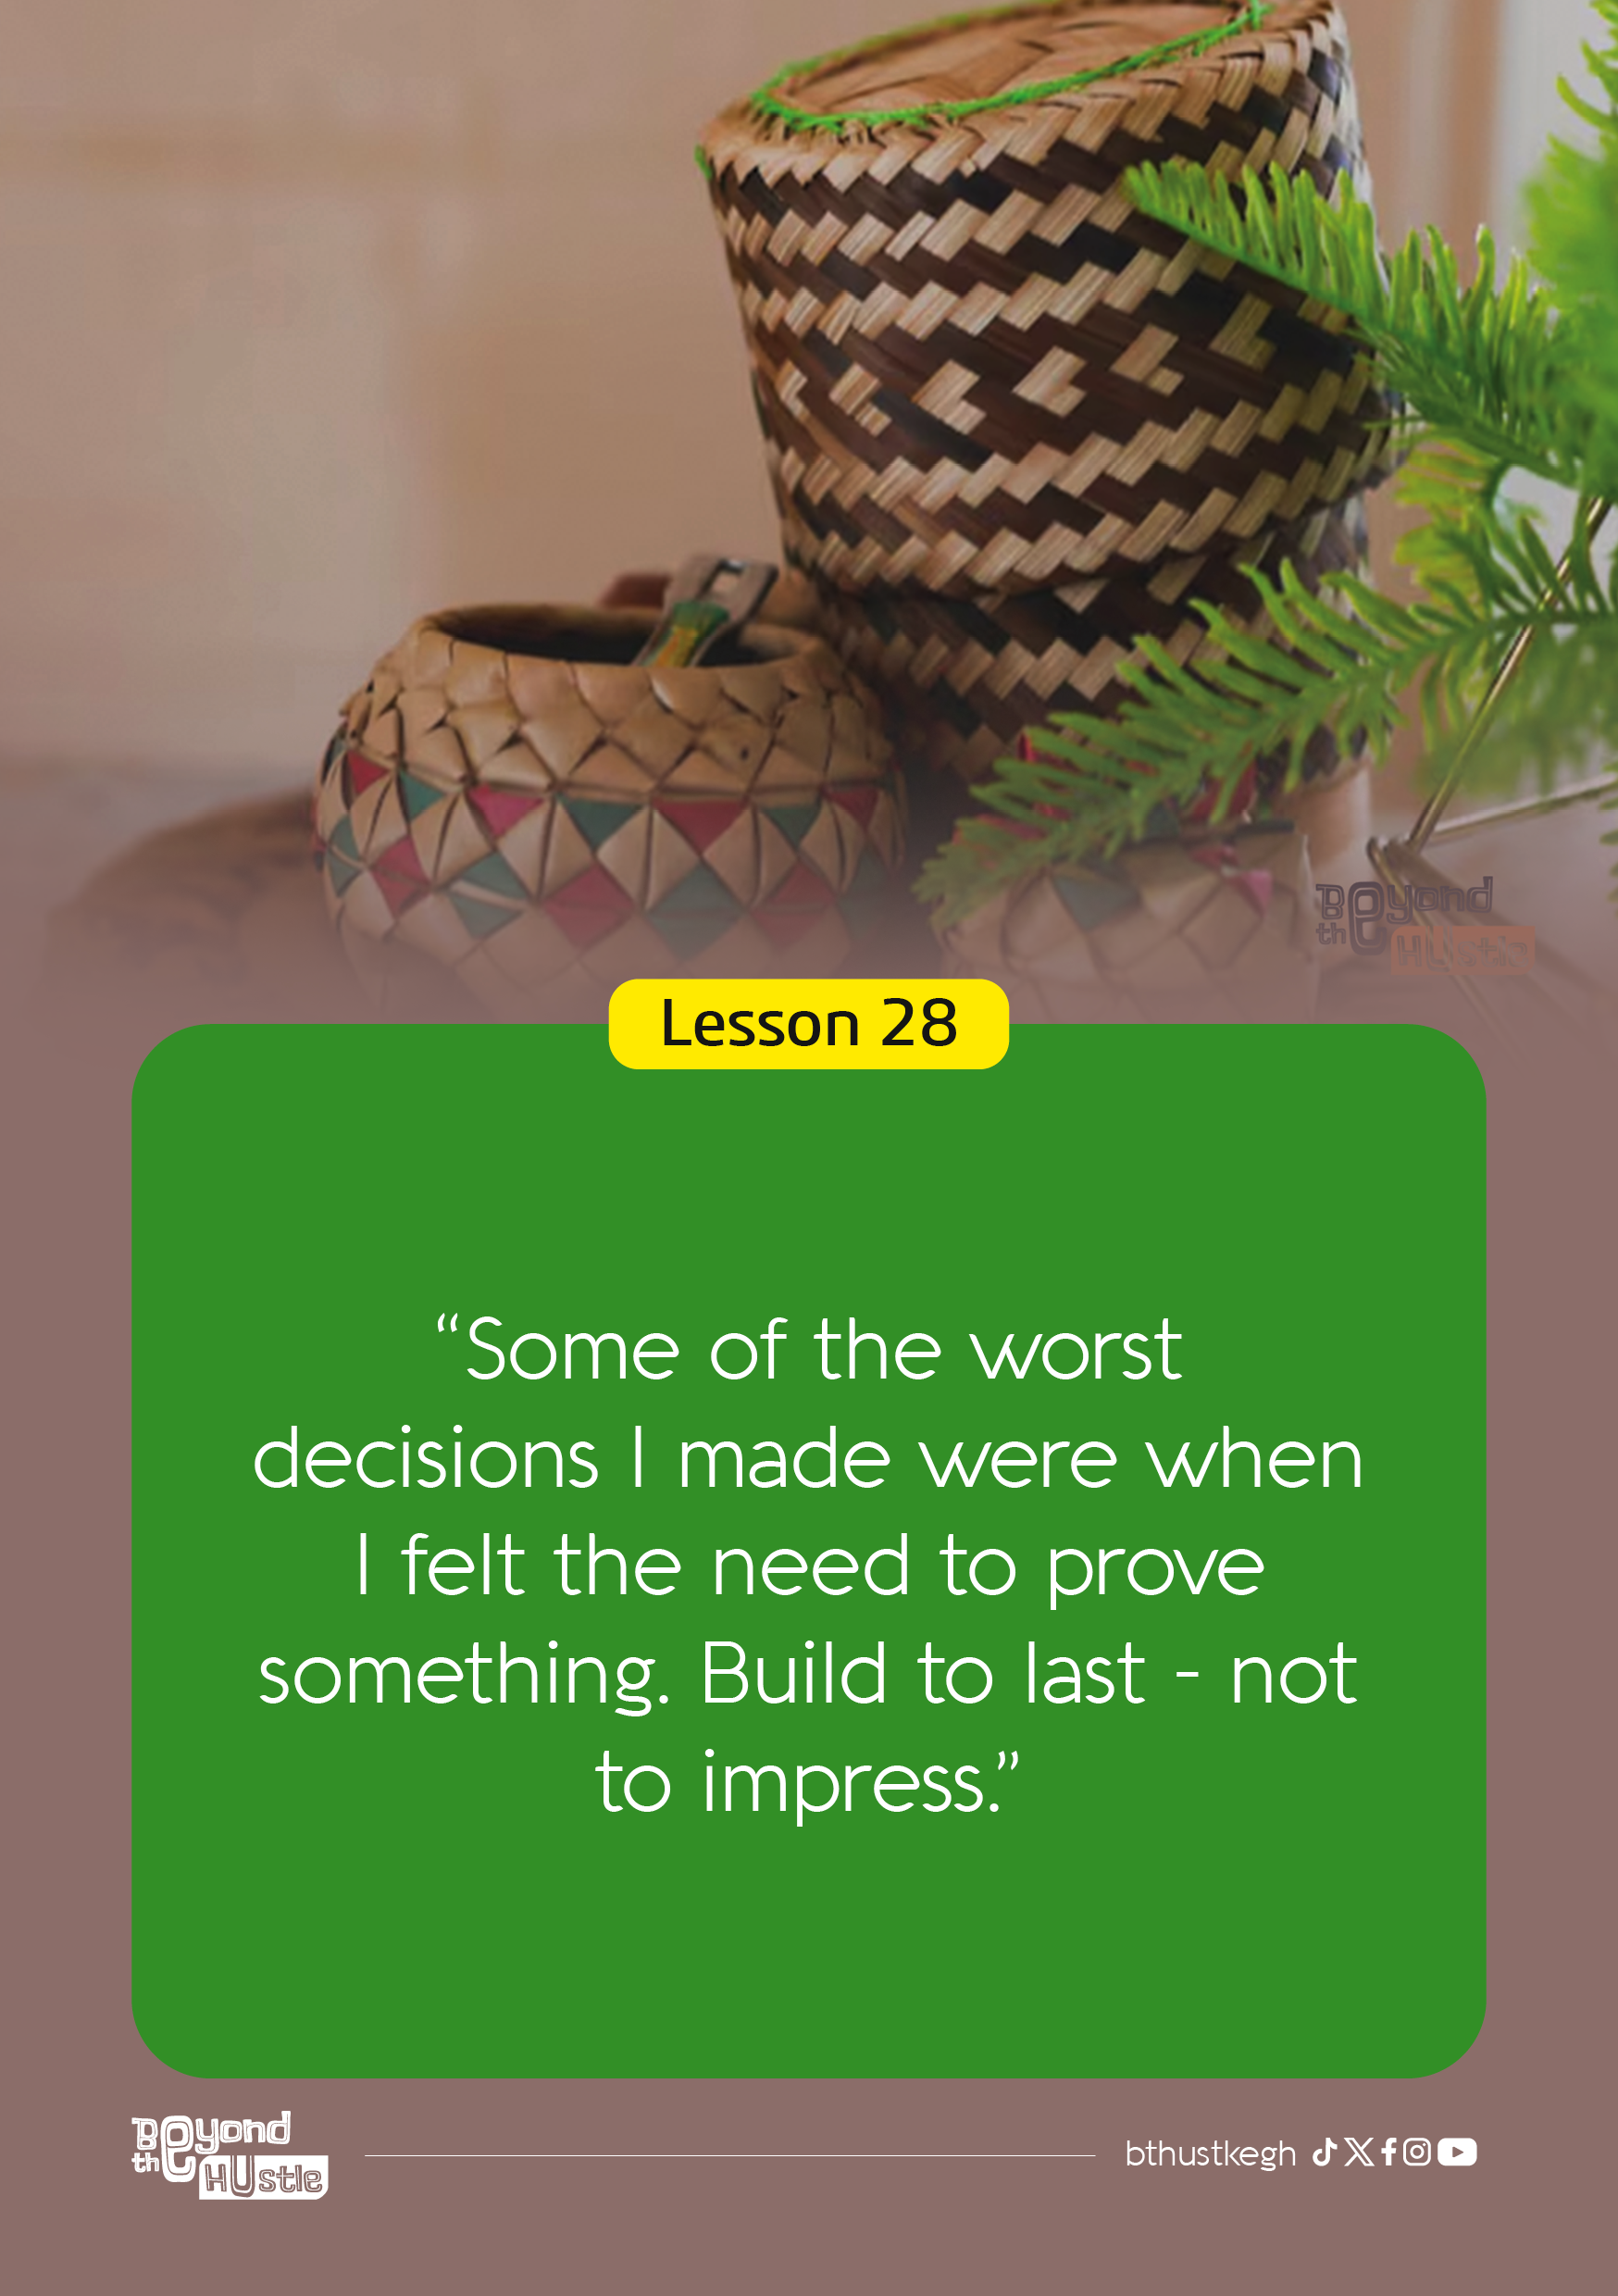 Beyond
the Hustle
Lesson 28
“Some of the worst
decisions I made were when
I felt the need to prove
something. Build to last - not
to impress.”
Beyond
the Hustle
bthustkegh